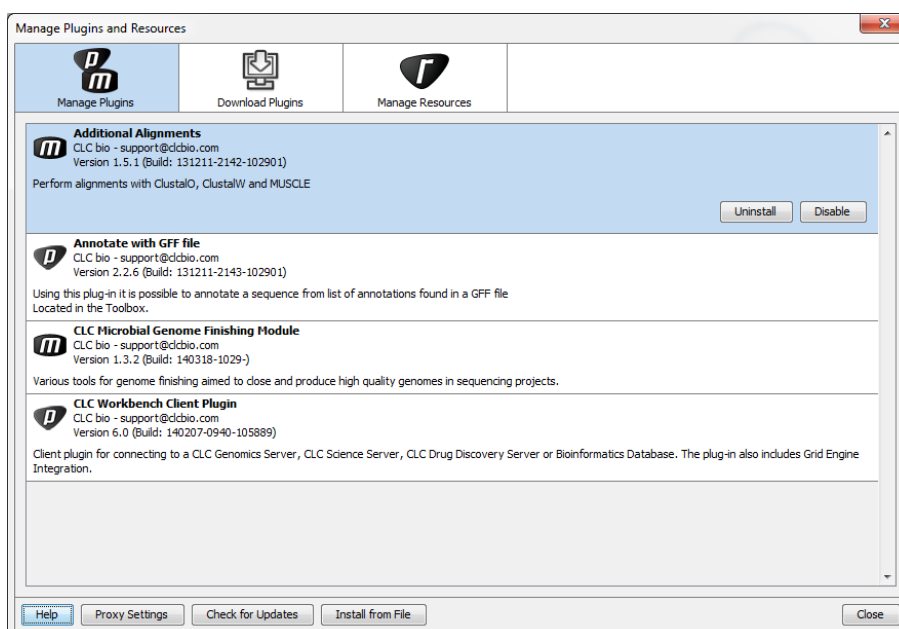 Manage Plugins and Resources
Manage Plugins
Download Plugins
Manage Resources
Additional Alignments
CLC bio - support@clcbio.com
Version 1.5.1 (Build: 131211-2142-102901)
Perform alignments with ClustalO, ClustalW and MUSCLE
Uninstall
Disable
Annotate with GFF file
CLC bio - support@clcbio.com
Version 2.2.6 (Build: 131211-2143-102901)
Using this plug-in it is possible to annotate a sequence from list of annotations found in a GFF file
Located in the Toolbox.
CLC Microbial Genome Finishing Module
CLC bio - support@clcbio.com
Version 1.3.2 (Build: 140318-1029-)
Various tools for genome finishing aimed to close and produce high quality genomes in sequencing projects.
CLC Workbench Client Plugin
CLC bio - support@clcbio.com
Version 6.0 (Build: 140207-0940-105889)
Client plugin for connecting to a CLC Genomics Server, CLC Science Server, CLC Drug Discovery Server or Bioinformatics Database. The plug-in also includes Grid Engine
Integration.
Help
Proxy Settings
Check for Updates
Install from File
Close